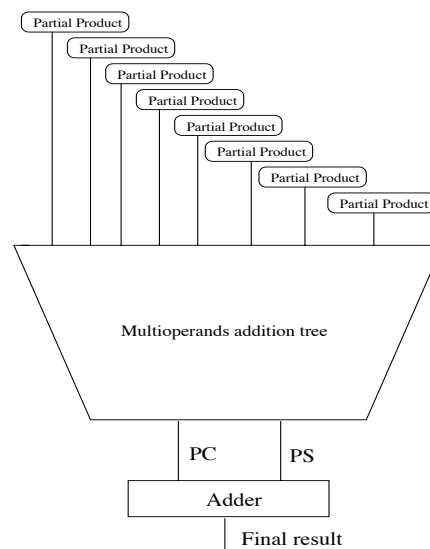 Partial Product
Partial Product
Partial Product
Partial Product
Partial Product
Partial Product
Partial Product
Partial Product
Multioperands addition tree
PC PS
Adder
Final result